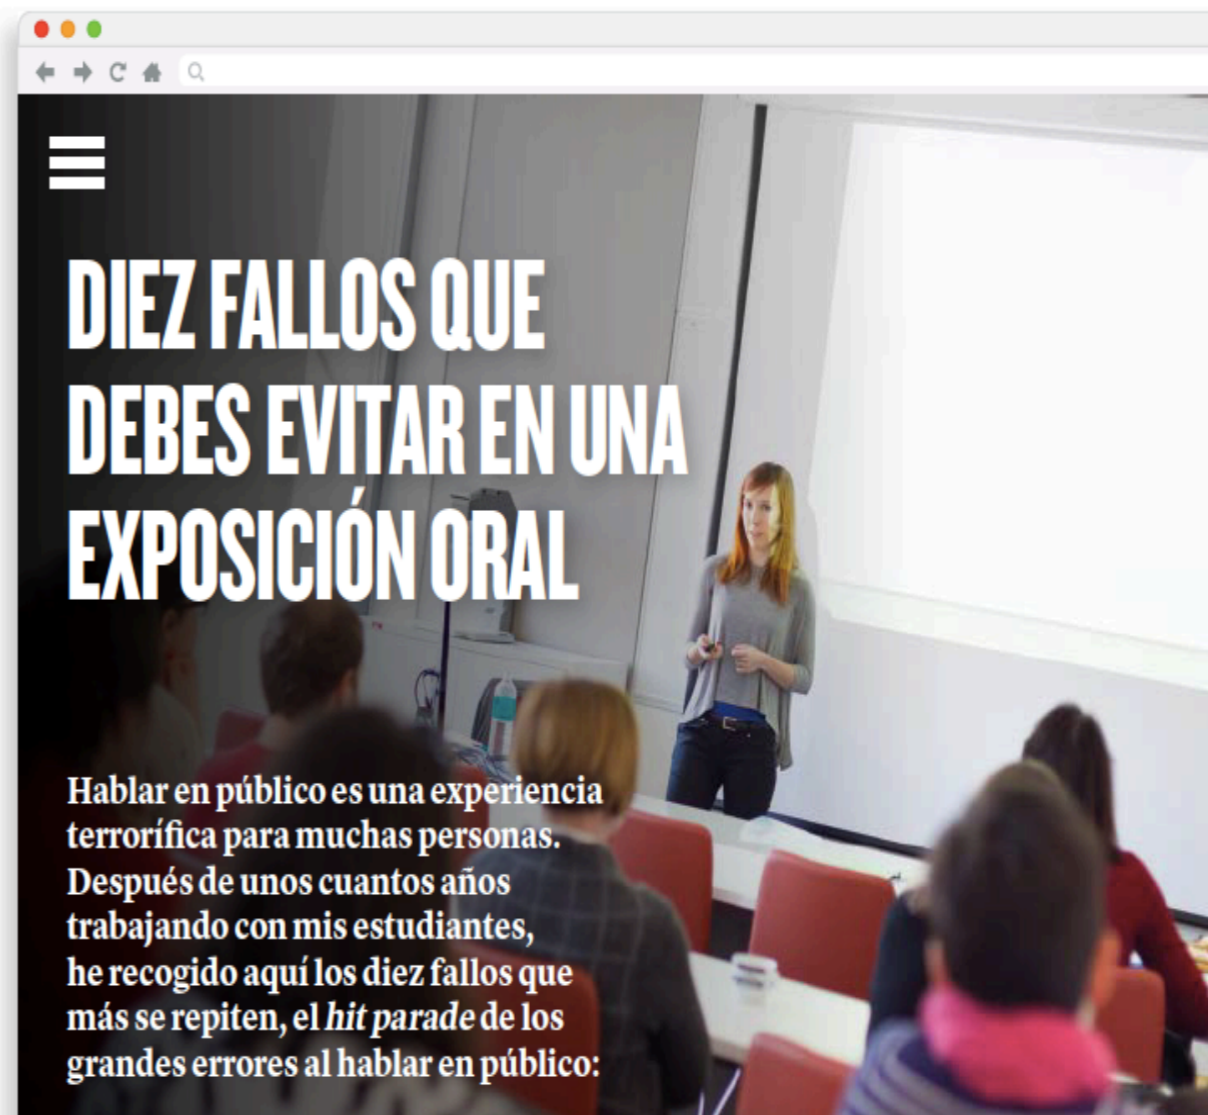 DIEZ FALLOS QUE
DEBES EVITAR EN UNA
EXPOSICIÓN ORAL
Hablar en público es una experiencia
terrorífica para muchas personas.
Después de unos cuantos años
trabajando con mis estudiantes,
he recogido aquí los diez fallos que
más se repiten, el hit parade de los
grandes errores al hablar en público: